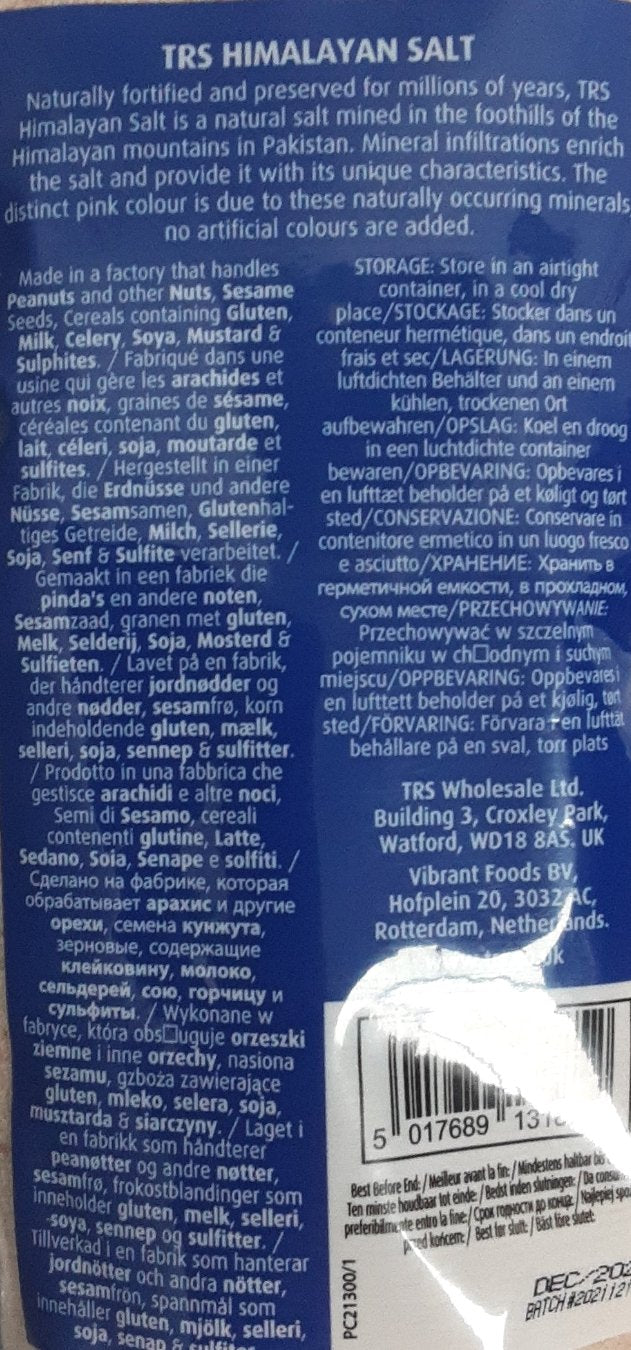 TRS HIMALAYAN SALT
Naturally fortified and preserved for millions of years, TRS
Himalayan Salt is a natural salt mined in the foothills of the
Himalayan mountains in Pakistan. Mineral infiltrations enrich
the salt and provide it with its unique characteristics. The
distinct pink colour is due to these naturally occurring minerals,
no artificial colours are added.
Made in a factory that handles
Peanuts and other Nuts, Sesame
Seeds, Cereals containing Gluten,
Milk, Celery, Soya, Mustard &
Sulphites. / Fabriqué dans une
usine qui gère les arachides et
autres noix, graines de sésame,
céréales contenant du gluten,
lait, céleri, soja, moutarde et
sulfites. / Hergestellt in einer
Fabrik, die Erdnüsse und andere
Nüsse, Sesamsamen, Glutenhal-
tiges Getreide, Milch, Sellerie,
Soja, Senf & Sulfite verarbeitet. /
Gemaakt in een fabriek die
pinda's en andere noten,
Sesamzaad, granen met gluten,
Melk, Selderij, Soja, Mosterd &
Sulfieten. / Lavet på en fabrik,
der håndterer jordnødder og
andre nødder, sesamfrø, korn
indeholdende gluten, mælk,
selleri, soja, sennep & sulfitter.
/ Prodotto in una fabbrica che
gestisce arachidi e altre noci,
Semi di Sesamo, cereali
contenenti glutine, Latte,
Sedano, Soia, Senape e solfiti. /
Сделано на фабрике, которая
обрабатывает арахис и другие
орехи, семена кунжута,
зерновые, содержащие
клейковину, молоко,
сельдерей, сою, горчицу и
сульфиты. / Wykonane w
fabryce, która obs□uguje orzeszki
ziemne i inne orzechy, nasiona
sezamu, gzboża zawierające
gluten, mleko, selera, soja,
musztarda & siarczyny. / Laget i
en fabrikk som håndterer
peanøtter og andre nøtter,
sesamfrø, frokostblandinger som
inneholder gluten, melk, selleri,
soya, sennep og sulfitter. /
Tillverkad i en fabrik som hanterar
jordnötter och andra nötter,
sesamfrön, spannmål som
innehåller gluten, mjölk, selleri,
soja, senap & sulfiter
STORAGE: Store in an airtight
container, in a cool dry
place/STOCKAGE: Stocker dans un
conteneur hermétique, dans un endroit
frais et sec/LAGERUNG: In einem
luftdichten Behälter und an einem
kühlen, trockenen Ort
aufbewahren/OPSLAG: Koel en droog
in een luchtdichte container
bewaren/OPBEVARING: Opbevares i
en lufttæt beholder på et køligt og tørt
sted/CONSERVAZIONE: Conservare in
contenitore ermetico in un luogo fresco
e asciutto/ХРАНЕНИЕ: Хранить в
герметичной емкости, в прохладном,
сухом месте/PRZECHOWYWANIE:
Przechowywać w szczelnym
pojemniku w ch□odnym i suchym
miejscu/OPPBEVARING: Oppbevares i
en lufttett beholder på et kjølig, tørt
sted/FÖRVARING: Förvara en lufttät
behållare på en sval, torr plats
TRS Wholesale Ltd.
Building 3, Croxley Park,
Watford, WD18 8AS. UK
Vibrant Foods BV,
Hofplein 20, 3032 AC,
Rotterdam, Netherlands.
5 017689
Best Before End: / Meilleur avant la fin: / Mindestens haltbar bis
Ten minste houdbaar tot einde: / Bedst inden slutningen: / Da
preferibilmente entro la fine: / Срок годности до конца: / Najlepiej
przed końcem: / Best før slutt: / Bäst före slutet:
PC21300/1
DEC/202
BATCH#2021121